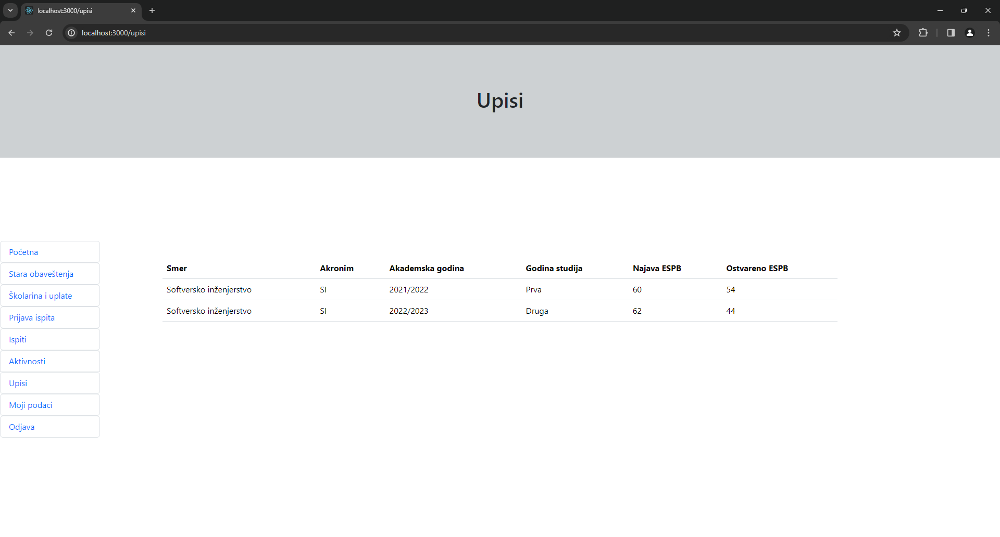 localhost:3000/upisi
localhost:3000/upisi
Upisi
Početna
Stara obaveštenja
Školarina i uplate
Prijava ispita
Ispiti
Aktivnosti
Upisi
Moji podaci
Odjava
Smer Akronim Akademska godina Godina studija Najava ESPB Ostvareno ESPB
Softversko inženjerstvo SI 2021/2022 Prva 60 54
Softversko inženjerstvo SI 2022/2023 Druga 62 44